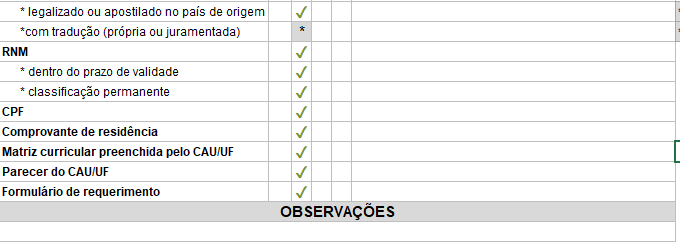 * legalizado ou apostilado no país de origem ✓
*com tradução (própria ou juramentada) *
RNM ✓
* dentro do prazo de validade ✓
* classificação permanente ✓
CPF ✓
Comprovante de residência ✓
Matriz curricular preenchida pelo CAU/UF ✓
Parecer do CAU/UF ✓
Formulário de requerimento ✓
OBSERVAÇÕES